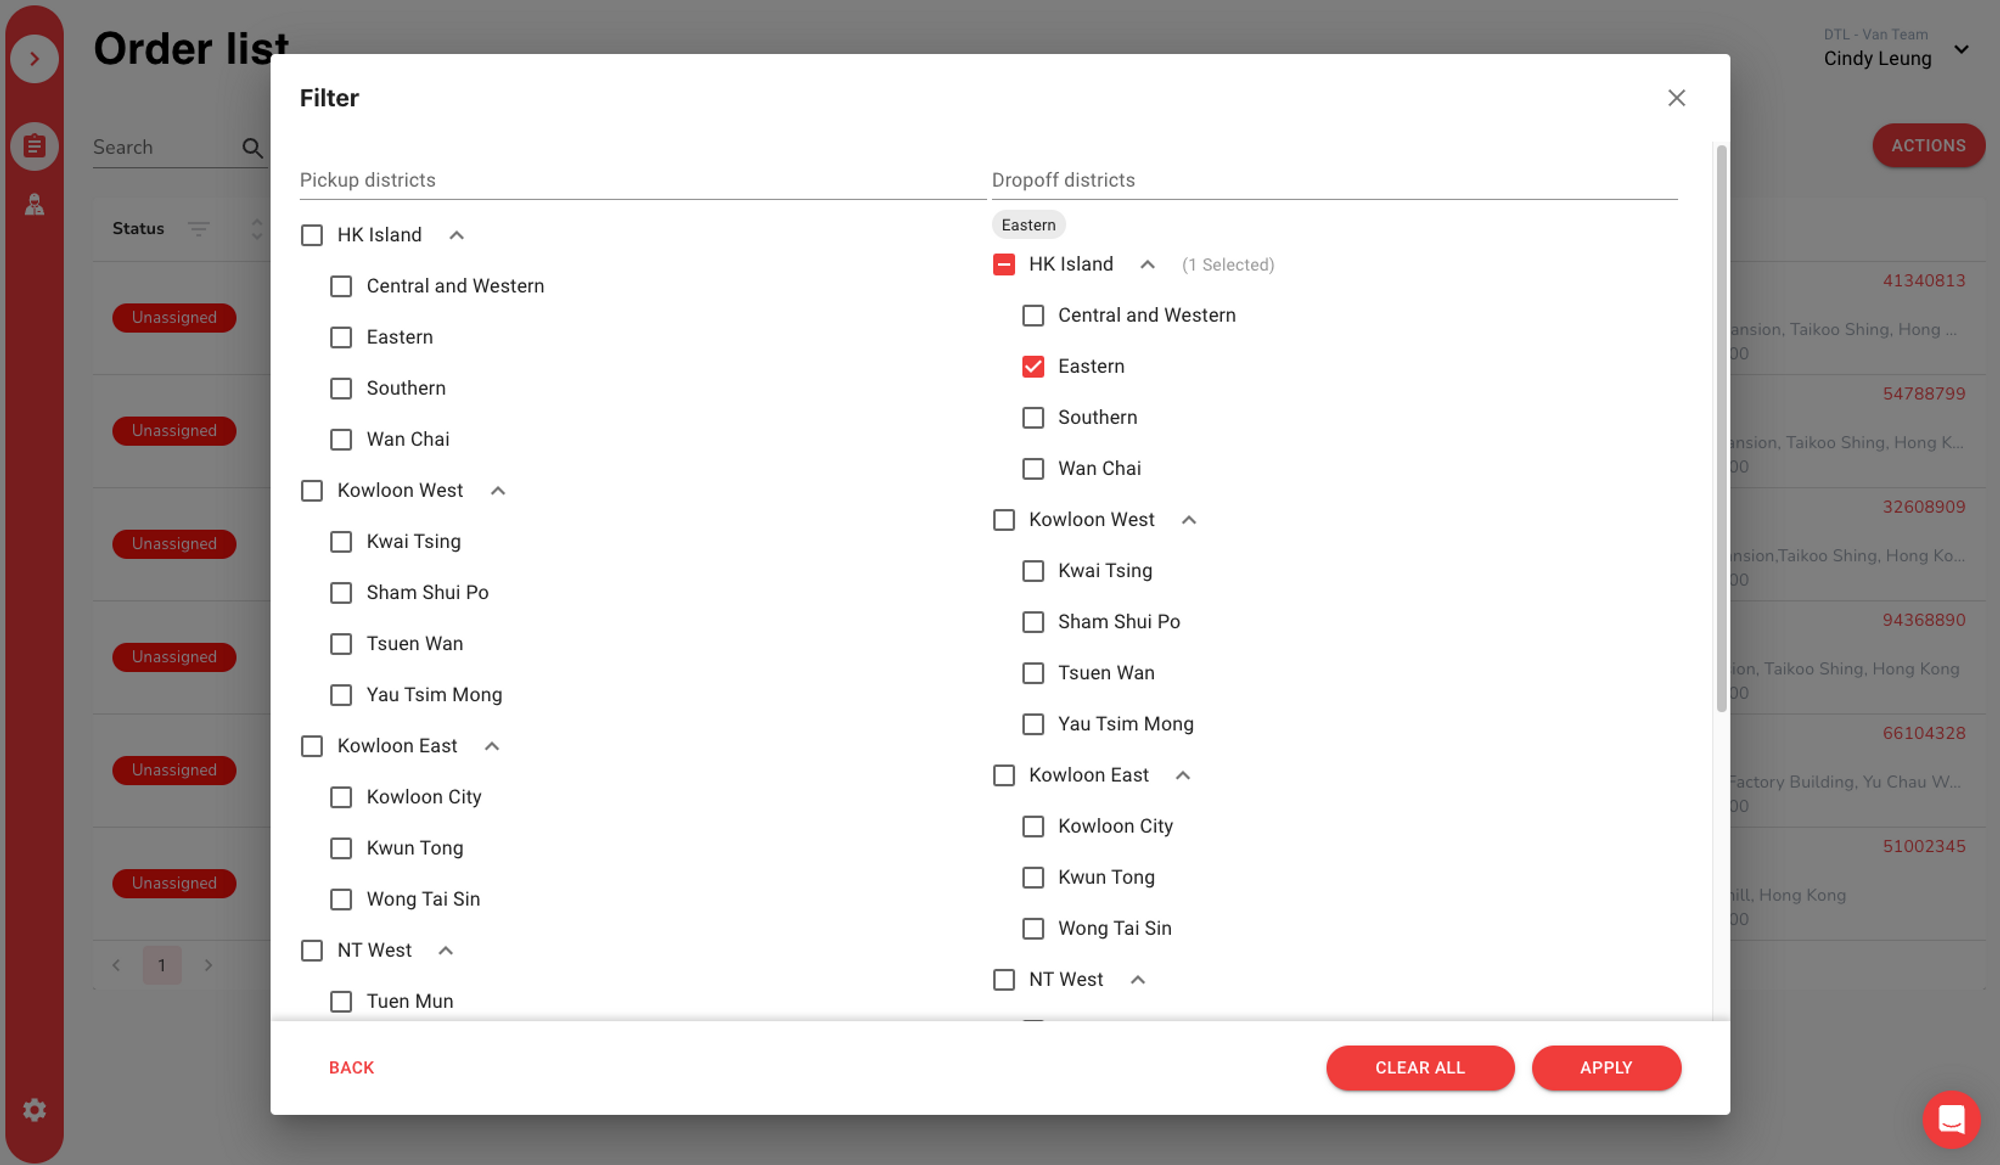 Order list
DTL - Van Team
Cindy Leung
Search
ACTIONS
Status
Unassigned
Unassigned
Unassigned
Unassigned
Unassigned
Unassigned
1
Filter
Pickup districts
HK Island
Central and Western
Eastern
Southern
Wan Chai
Kowloon West
Kwai Tsing
Sham Shui Po
Tsuen Wan
Yau Tsim Mong
Kowloon East
Kowloon City
Kwun Tong
Wong Tai Sin
NT West
Tuen Mun
Dropoff districts
Eastern
HK Island (1 Selected)
Central and Western
Eastern
Southern
Wan Chai
Kowloon West
Kwai Tsing
Sham Shui Po
Tsuen Wan
Yau Tsim Mong
Kowloon East
Kowloon City
Kwun Tong
Wong Tai Sin
NT West
BACK
CLEAR ALL
APPLY
41340813
ansion, Taikoo Shing, Hong ...
00
54788799
ansion, Taikoo Shing, Hong K...
00
32608909
nsion,Taikoo Shing, Hong Ko...
00
94368890
ion, Taikoo Shing, Hong Kong
00
66104328
Factory Building, Yu Chau W...
00
51002345
hill, Hong Kong
00